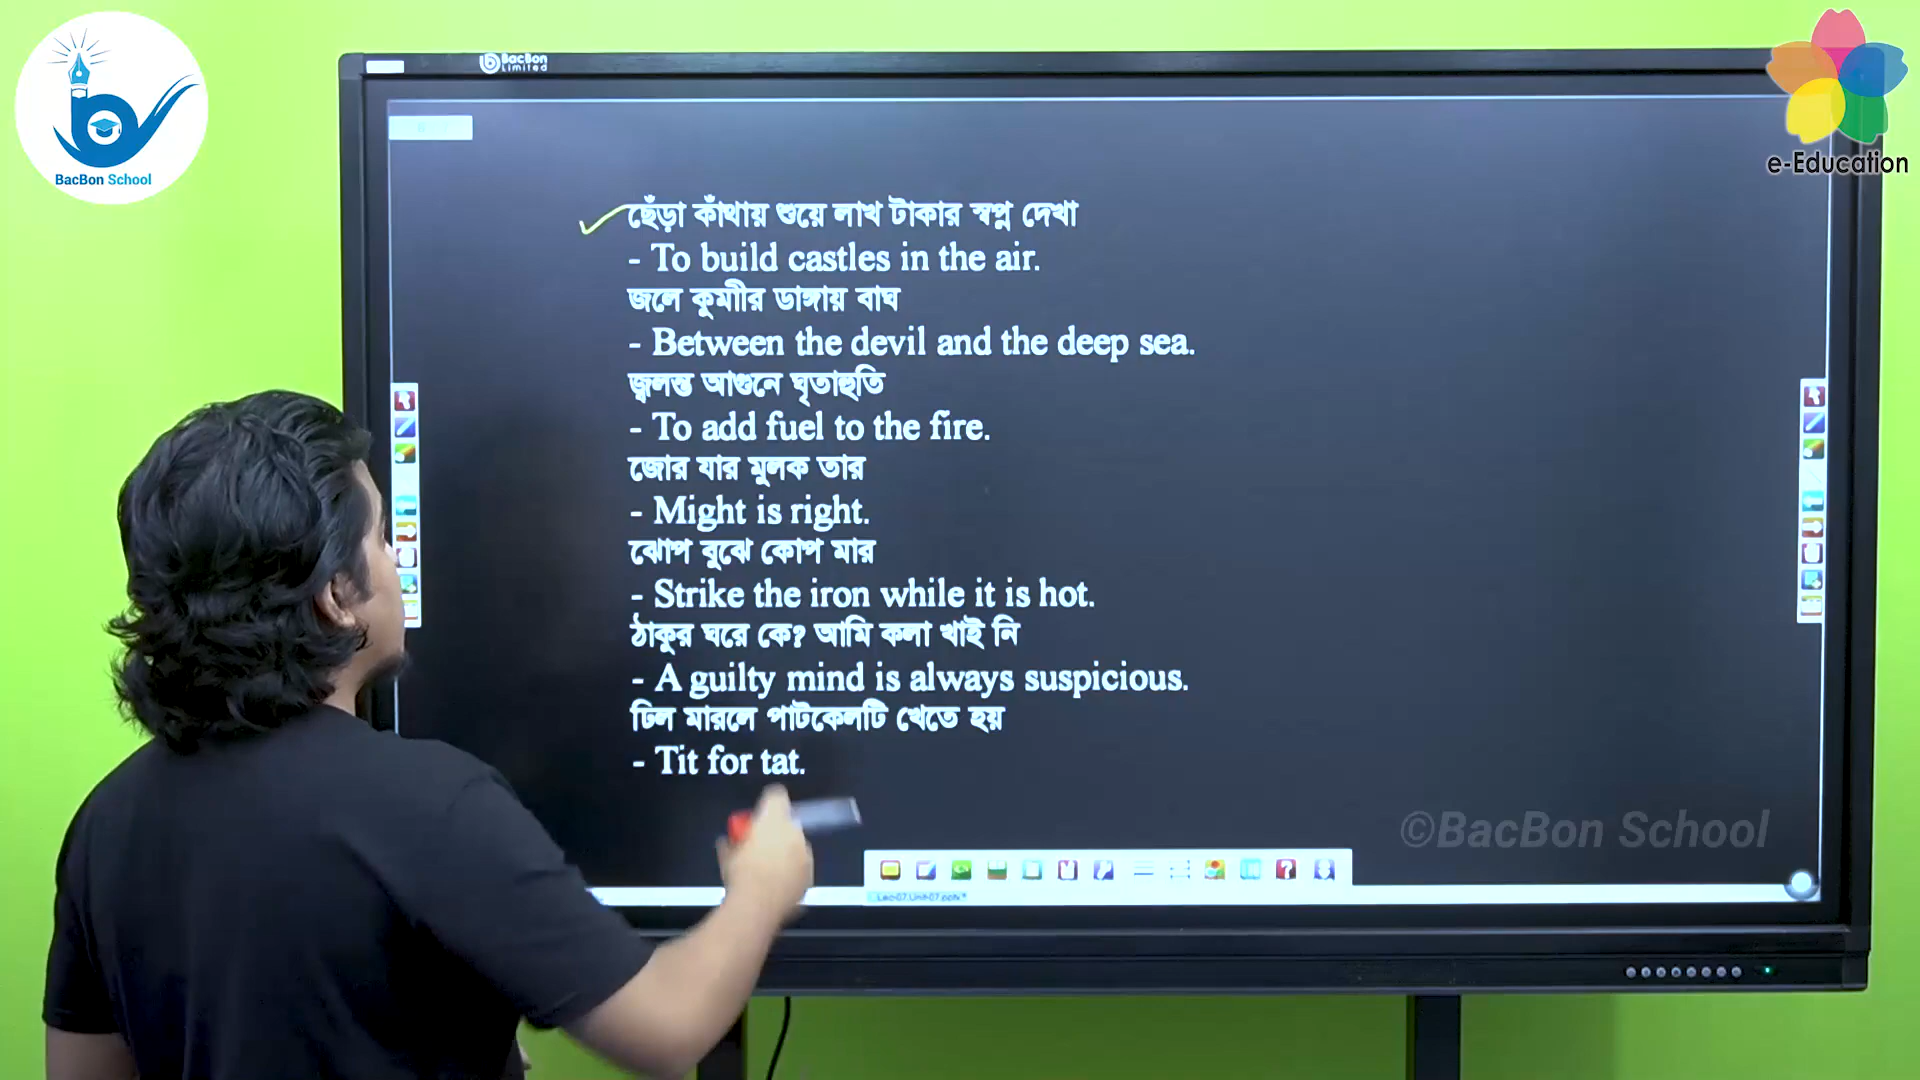 BacBon School
BacBon
Limited
e-Education
ছেঁড়া কাঁথায় শুয়ে লাখ টাকার স্বপ্ন দেখা
- To build castles in the air.
জলে কুমাীর ডাঙ্গায় বাঘ
- Between the devil and the deep sea.
জ্বলন্ত আগুনে ঘৃতাহুতি
- To add fuel to the fire.
জোর যার মুলক তার
- Might is right.
ঝোপ বুঝে কোপ মার
- Strike the iron while it is hot.
ঠাকুর ঘরে কে? আমি কলা খাই নি
- A guilty mind is always suspicious.
ঢিল মারলে পাটকেলটি খেতে হয়
- Tit for tat.
©BacBon School